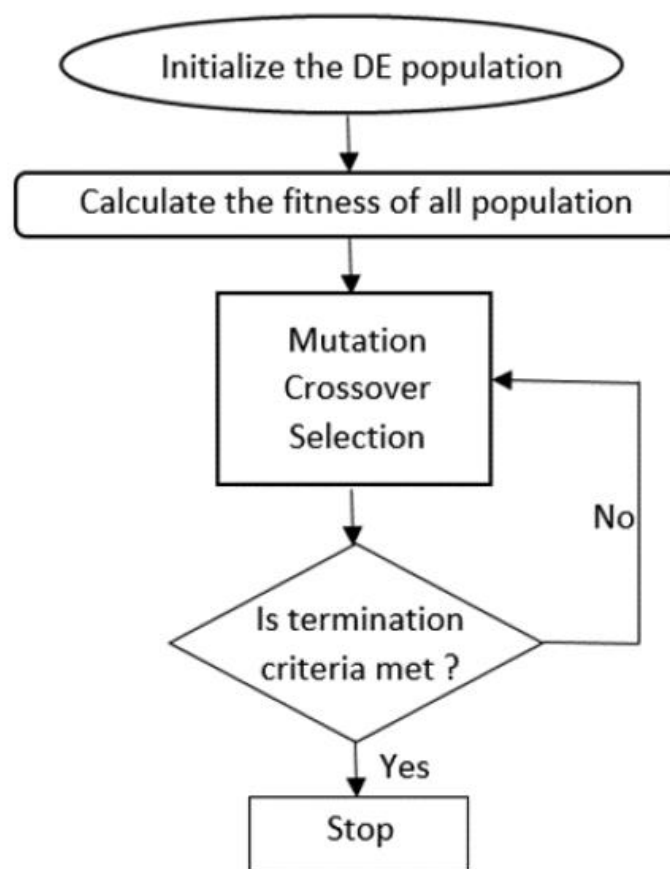 Initialize the DE population
Calculate the fitness of all population
Mutation
Crossover
Selection
No
Is termination
criteria met ?
Yes
Stop